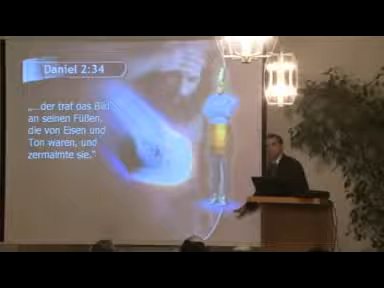 Daniel 2:34
„...der traf das Bild
an seinen Füßen,
die von Eisen und
Ton waren, und
zermalmte sie."